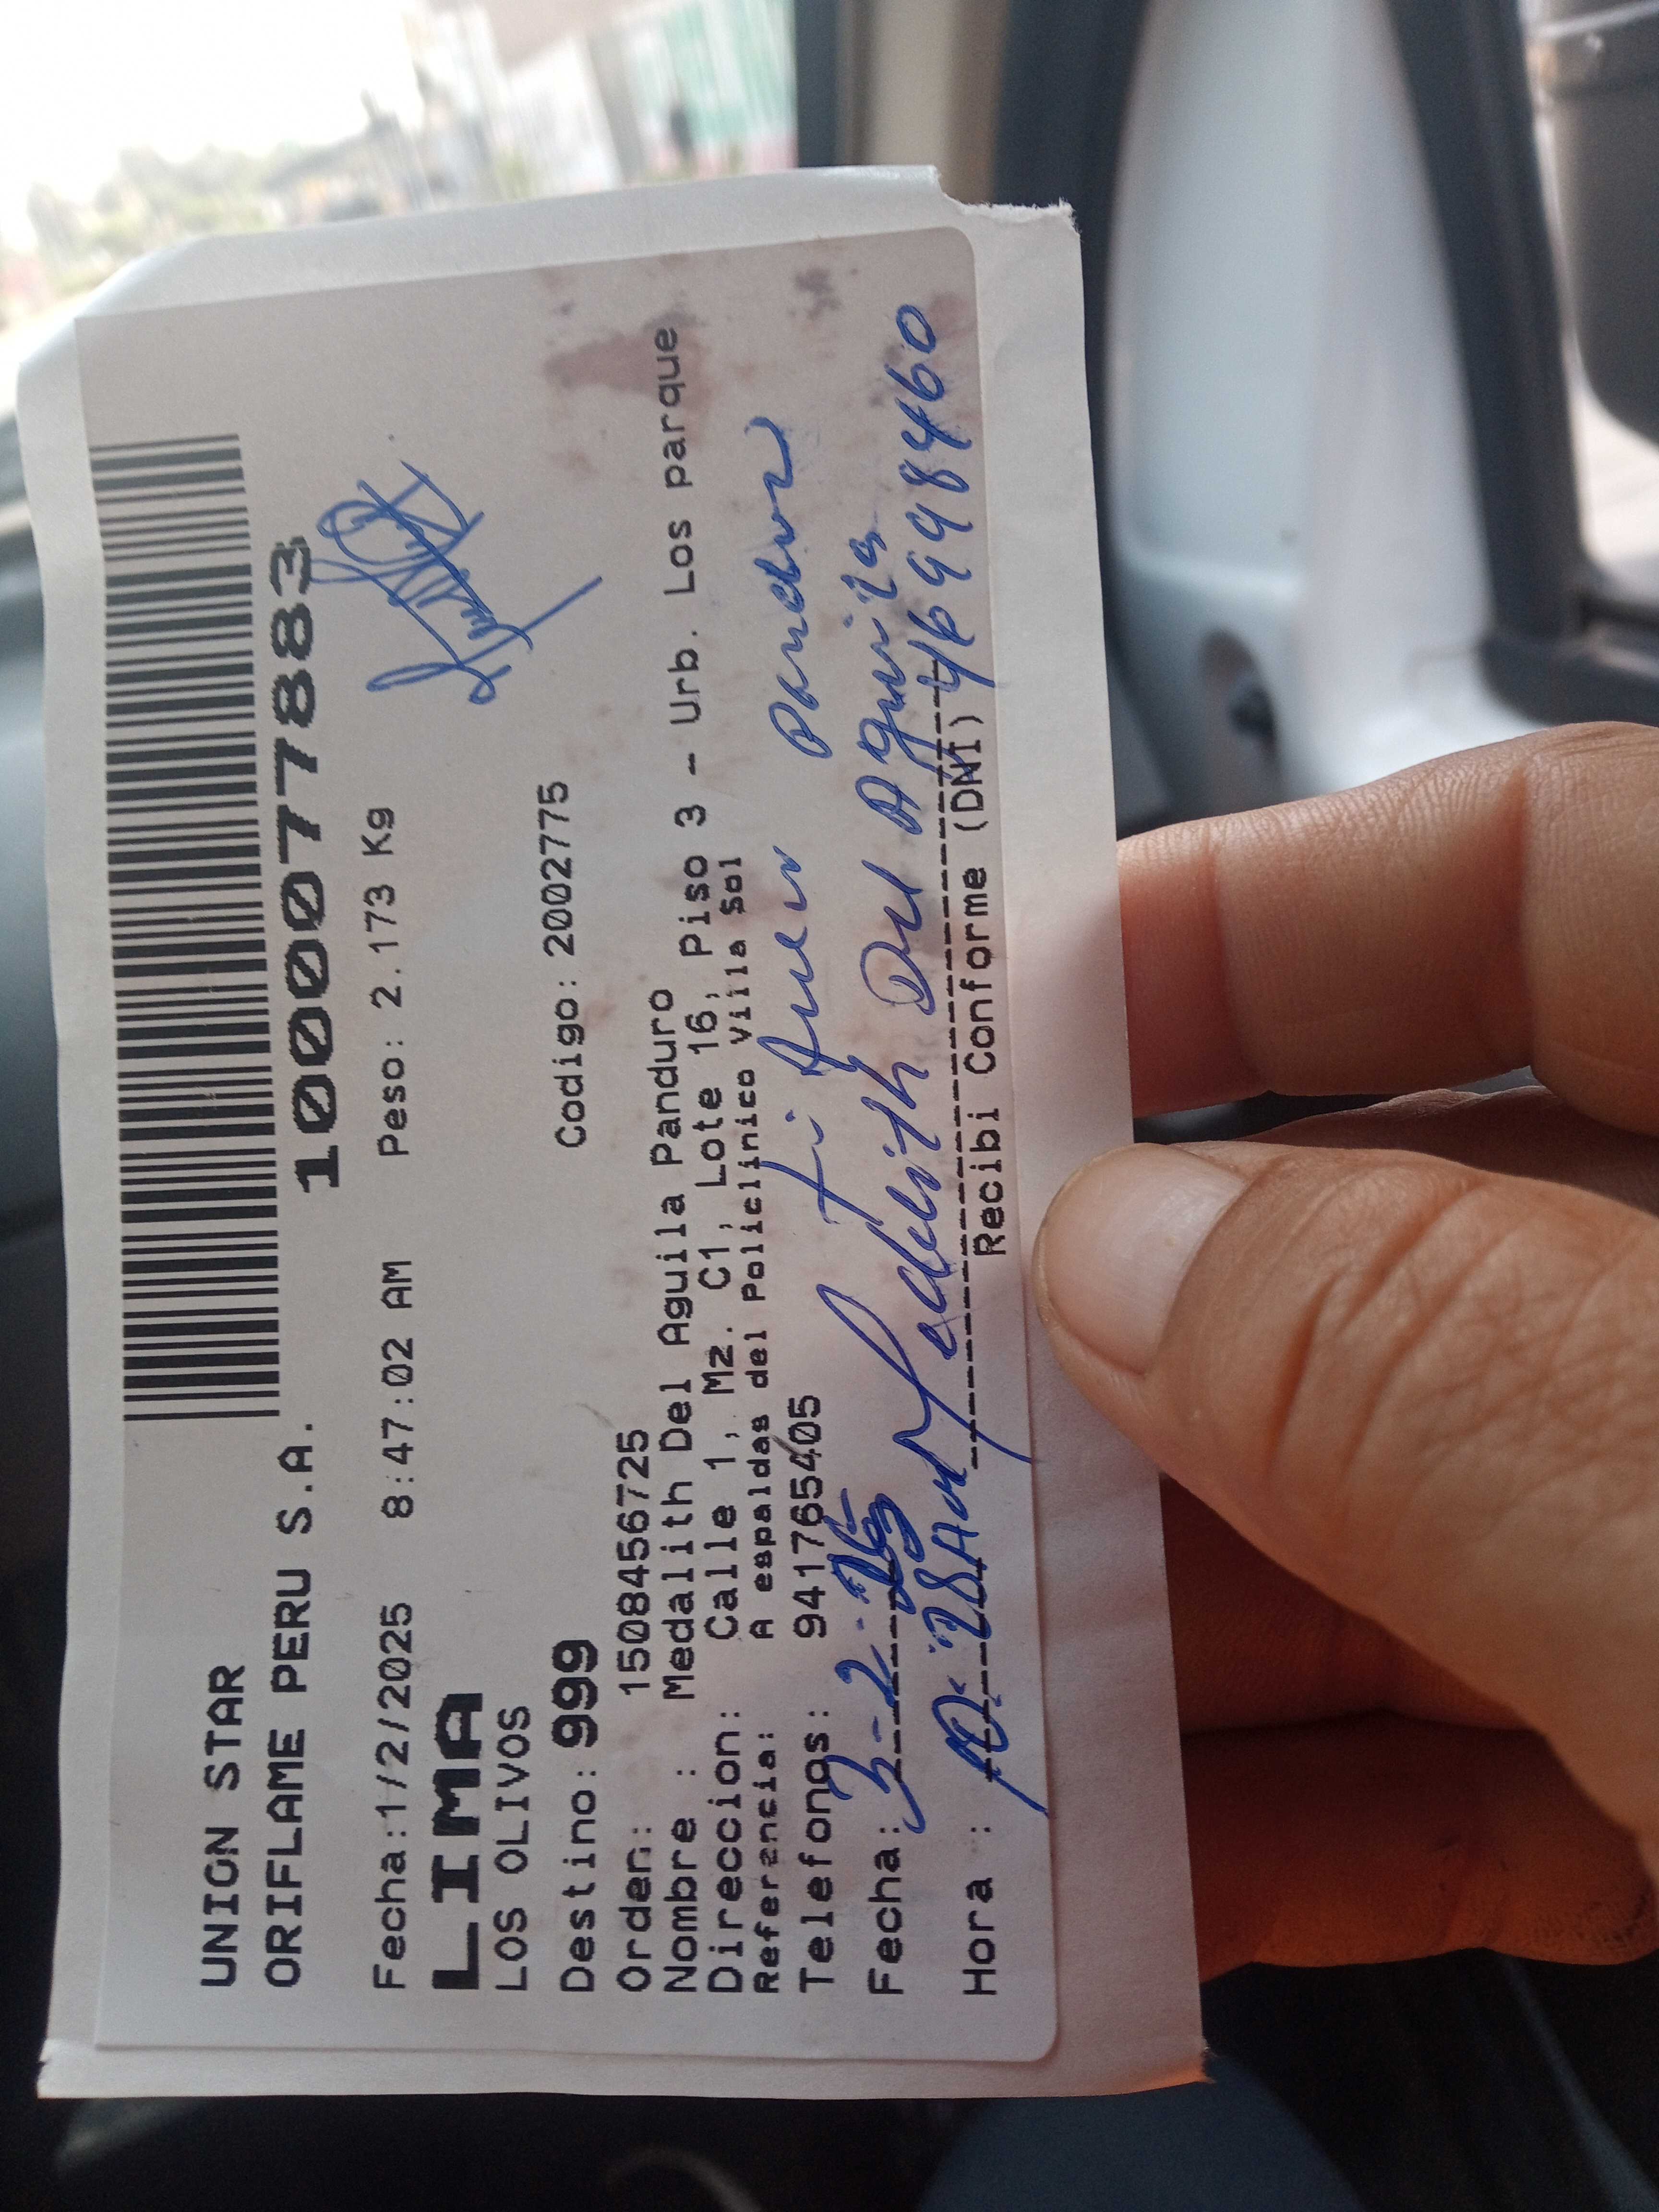 UNION STAR
ORIFLAME PERU S.A.
1000077883
Fecha:1/2/2025 8:47:02 AM Peso: 2.173 Kg
LIMA
LOS OLIVOS
Destino: 999 Codigo: 2002775
Orden: 1508456725
Nombre : Medalith Del Aguila Panduro
Direccion: Calle 1, Mz. C1, Lote 16, Piso 3 - Urb. Los parque
Referencia: A espaldas del Policlinico Villa Sol
Telefonos: 941765405
Fecha: 3-2-25
Hora : 10:28AM
Del Aguila
46998460
Recibi Conforme (DNI)